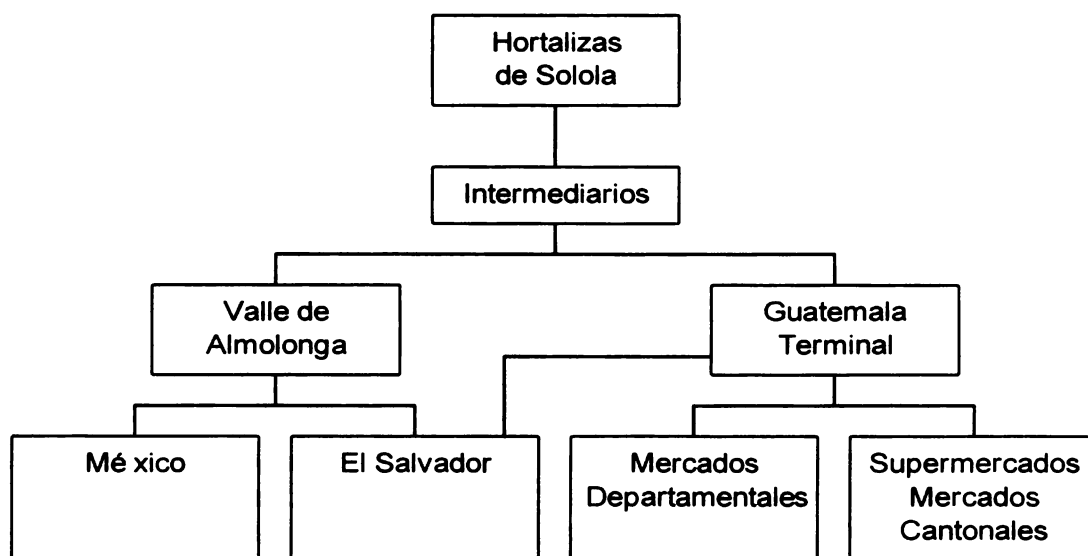 Hortalizas
de Solola
Intermediarios
Valle de
Almolonga
Guatemala
Terminal
Mé xico
El Salvador
Mercados
Departamentales
Supermercados
Mercados
Cantonales